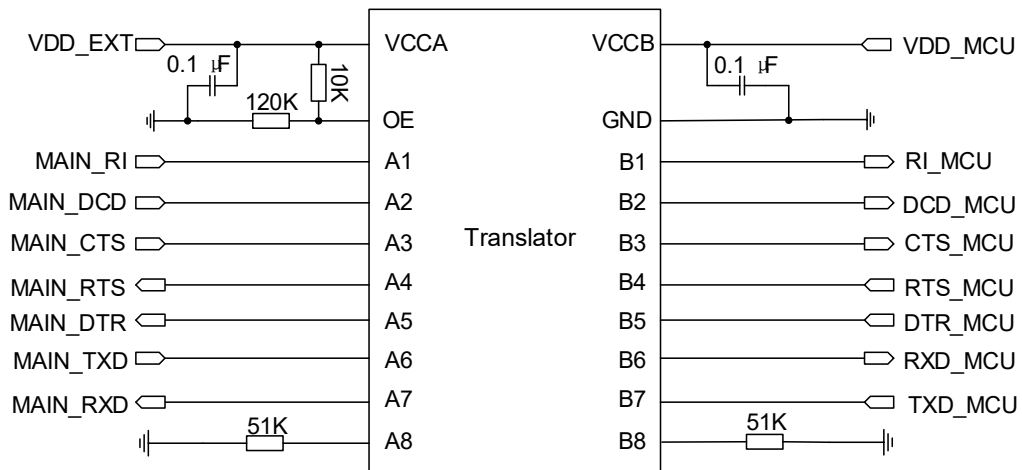 VDD_EXT VCCA VCCB VDD_MCU
0.1 μF 10K 0.1 μF
120K OE GND
MAIN_RI A1 B1 RI_MCU
MAIN_DCD A2 B2 DCD_MCU
MAIN_CTS A3 Translator B3 CTS_MCU
MAIN_RTS A4 B4 RTS_MCU
MAIN_DTR A5 B5 DTR_MCU
MAIN_TXD A6 B6 RXD_MCU
MAIN_RXD A7 B7 TXD_MCU
51K A8 B8 51K